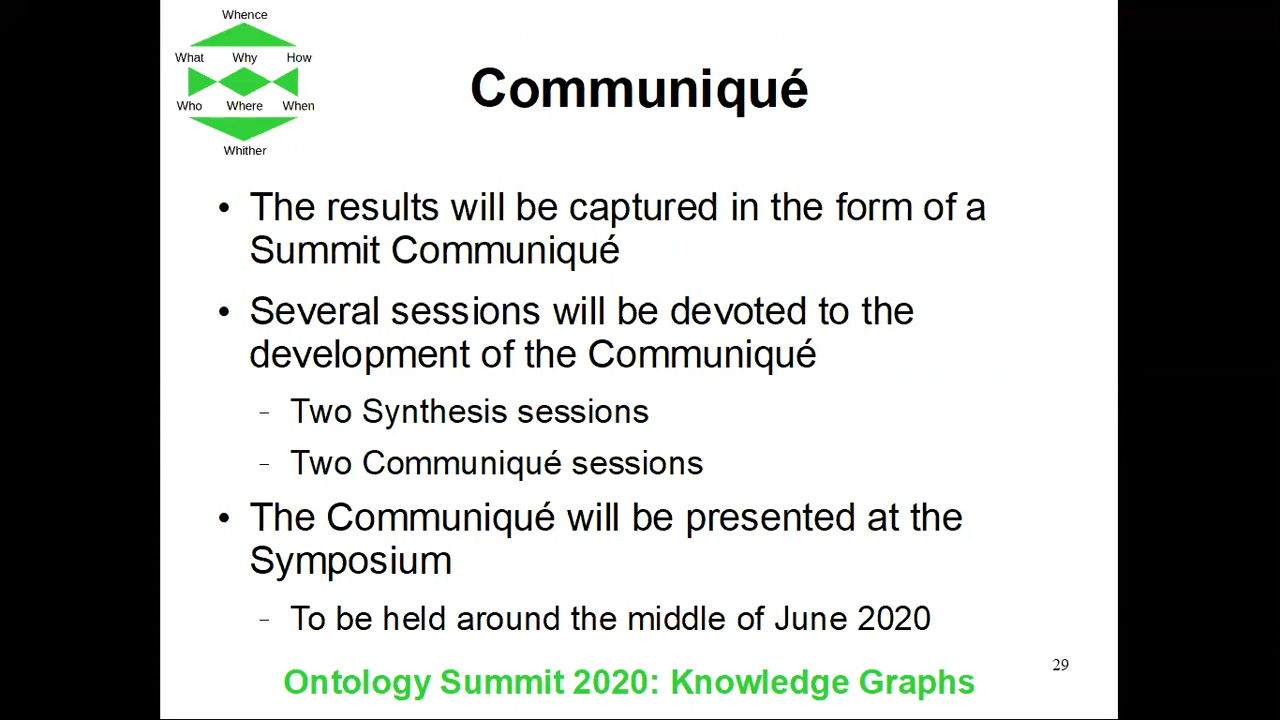 Whence
What Why How
Who Where When
Whither
Communiqué
• The results will be captured in the form of a
Summit Communiqué
• Several sessions will be devoted to the
development of the Communiqué
– Two Synthesis sessions
– Two Communiqué sessions
• The Communiqué will be presented at the
Symposium
– To be held around the middle of June 2020
29
Ontology Summit 2020: Knowledge Graphs